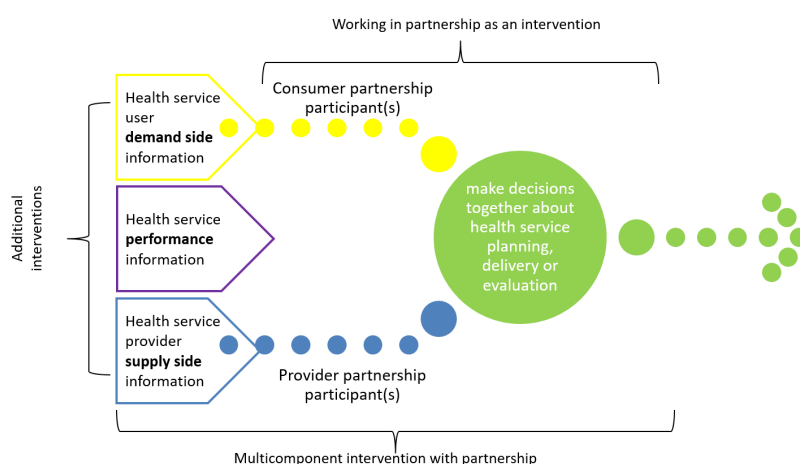 Working in partnership as an intervention
Consumer partnership
participant(s)
Health service
user
demand side
information
Additional
interventions
Health service
performance
information
make decisions
together about
health service
planning,
delivery or
evaluation
Health service
provider
supply side
information
Provider partnership
participant(s)
Multicomponent intervention with partnership